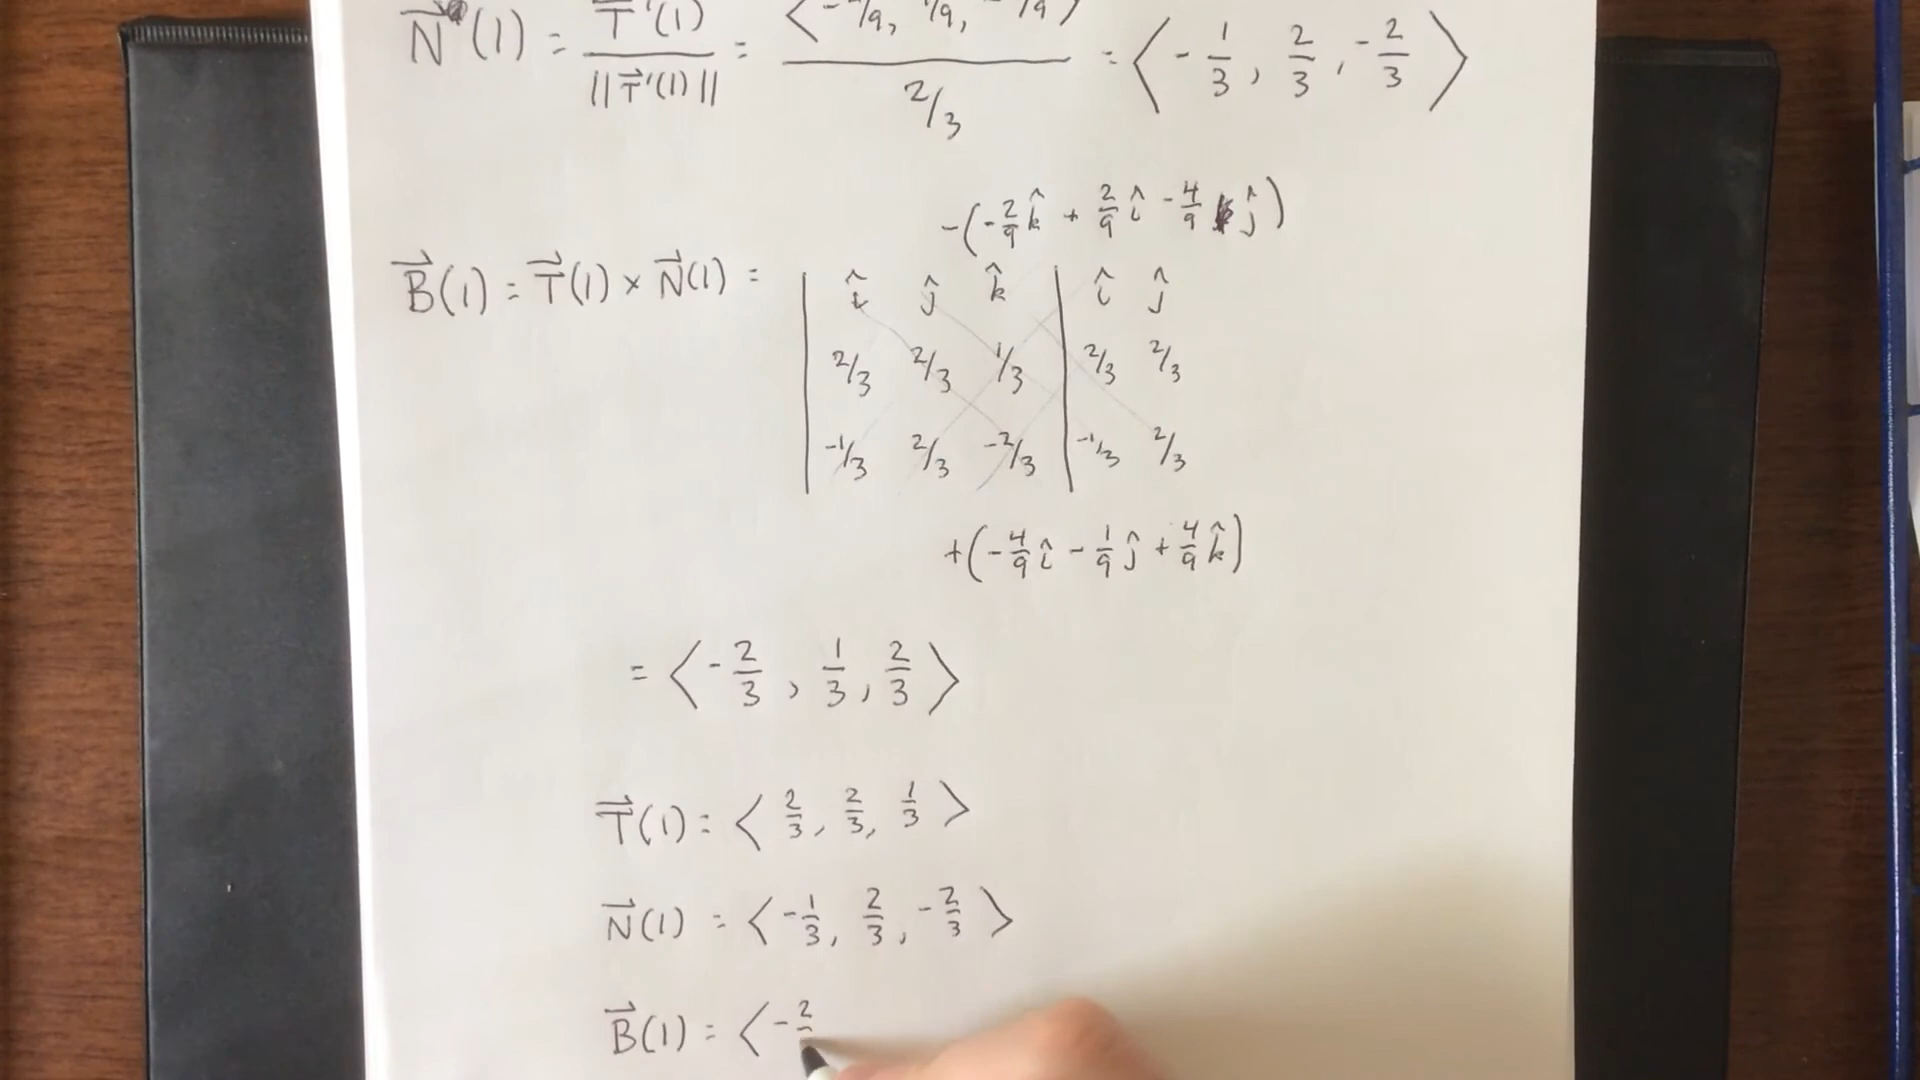 N(1) = T'(1) / ||T'(1)|| = / 2/3 = ⟨ -1/3, 2/3, -2/3 ⟩
-(-2/9 k̂ + 2/9 î - 4/9 ĵ)
B⃗(1) = T⃗(1) × N⃗(1) = | î ĵ k̂ | î ĵ
2/3 2/3 1/3 | 2/3 2/3
-1/3 2/3 -2/3 | -1/3 2/3
+(-4/9 î - 1/9 ĵ + 4/9 k̂)
= ⟨ -2/3, 1/3, 2/3 ⟩
T⃗(1) = ⟨ 2/3, 2/3, 1/3 ⟩
N⃗(1) = ⟨ -1/3, 2/3, -2/3 ⟩
B⃗(1) = ⟨ -2